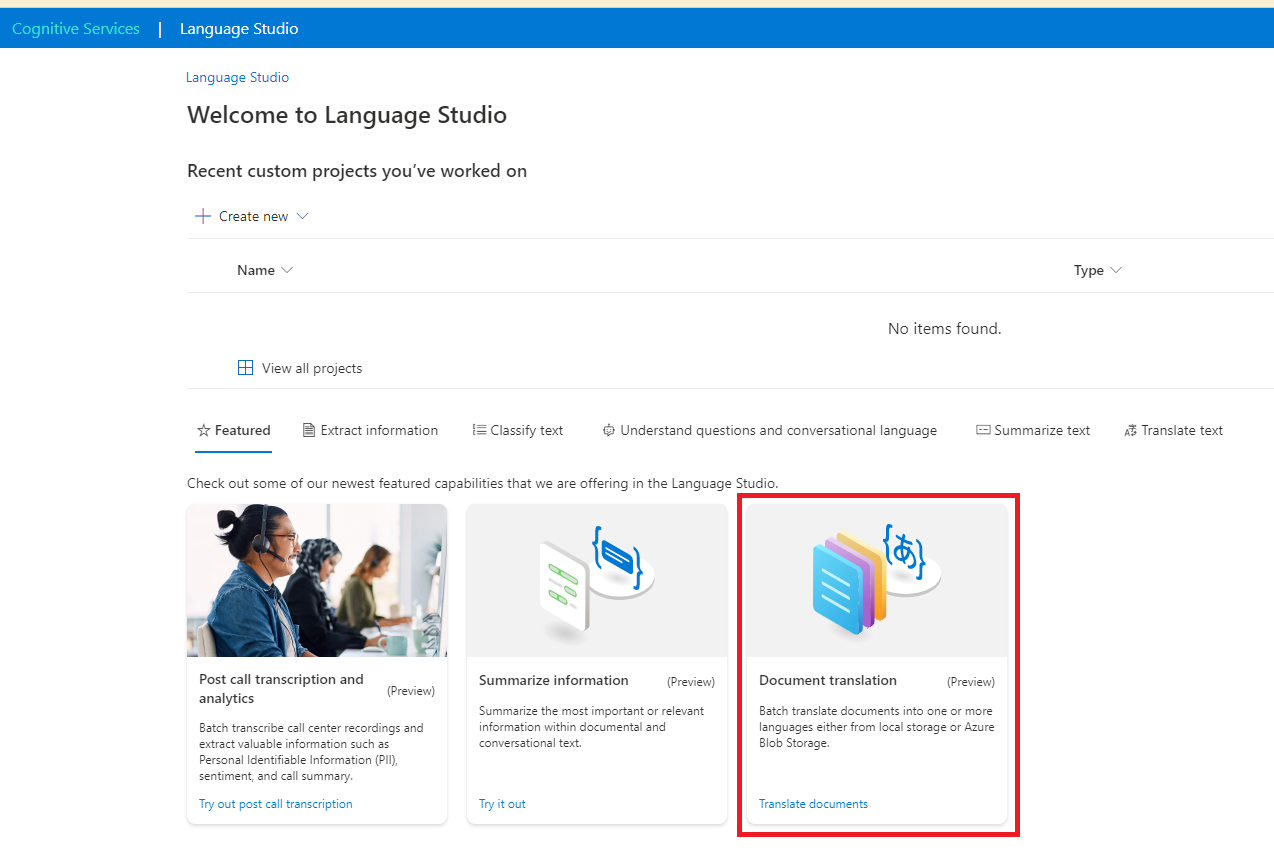 Cognitive Services | Language Studio
Language Studio
Welcome to Language Studio
Recent custom projects you’ve worked on
Create new
Name Type
No items found.
View all projects
Featured Extract information Classify text Understand questions and conversational language Summarize text Translate text
Check out some of our newest featured capabilities that we are offering in the Language Studio.
Post call transcription and
analytics
(Preview)
Batch transcribe call center recordings and
extract valuable information such as
Personal Identifiable Information (PII),
sentiment, and call summary.
Try out post call transcription
Summarize information (Preview)
Summarize the most important or relevant
information within documental and
conversational text.
Try it out
あ
Document translation (Preview)
Batch translate documents into one or more
languages either from local storage or Azure
Blob Storage.
Translate documents